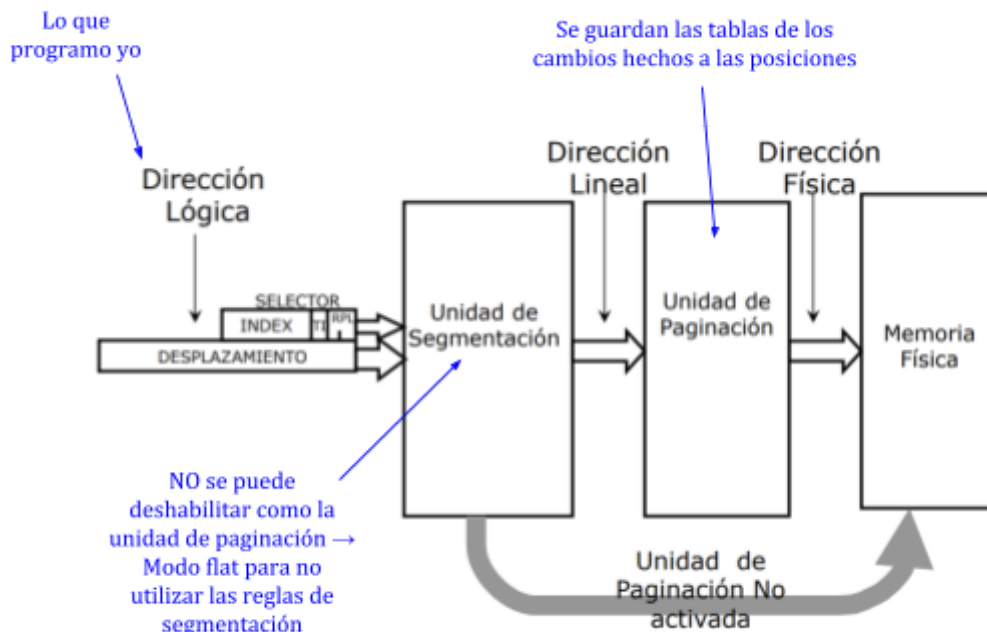 Lo que
programo yo
Se guardan las tablas de los
cambios hechos a las posiciones
Dirección
Lógica
Dirección
Lineal
Dirección
Física
SELECTOR
INDEX
TI
RPL
DESPLAZAMIENTO
Unidad de
Segmentación
Unidad de
Paginación
Memoria
Física
NO se puede
deshabilitar como la
unidad de paginación →
Modo flat para no
utilizar las reglas de
segmentación
Unidad de
Paginación No
activada